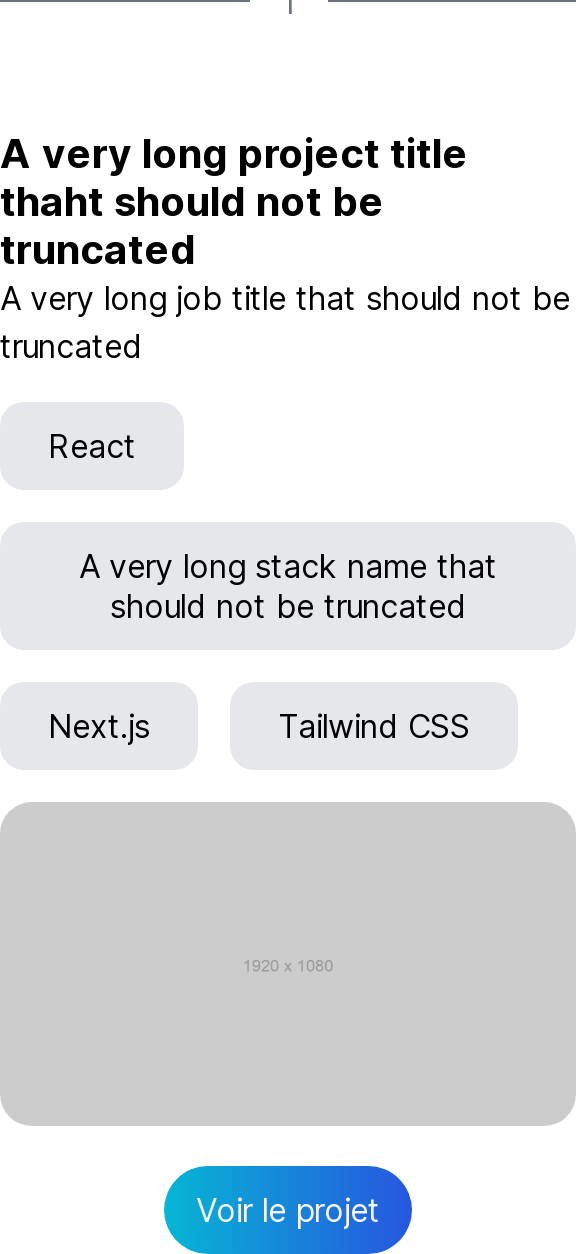 A very long project title
thaht should not be
truncated
A very long job title that should not be
truncated
React
A very long stack name that
should not be truncated
Next.js
Tailwind CSS
1920 x 1080
Voir le projet